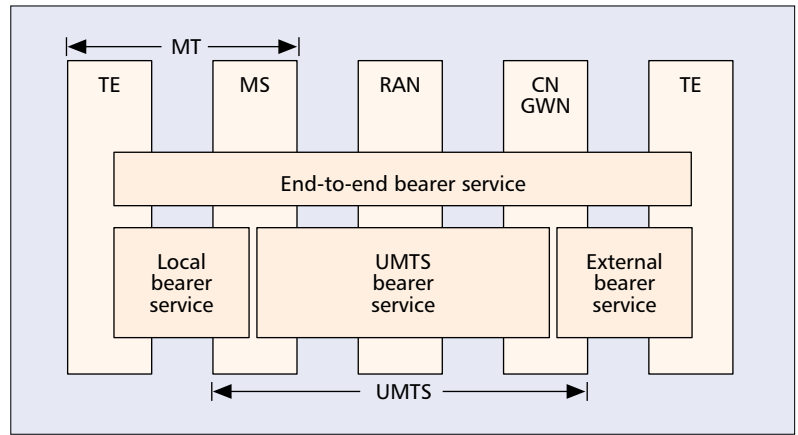 MT
TE
MS
RAN
CN
GWN
TE
End-to-end bearer service
Local
bearer
service
UMTS
bearer
service
External
bearer
service
UMTS